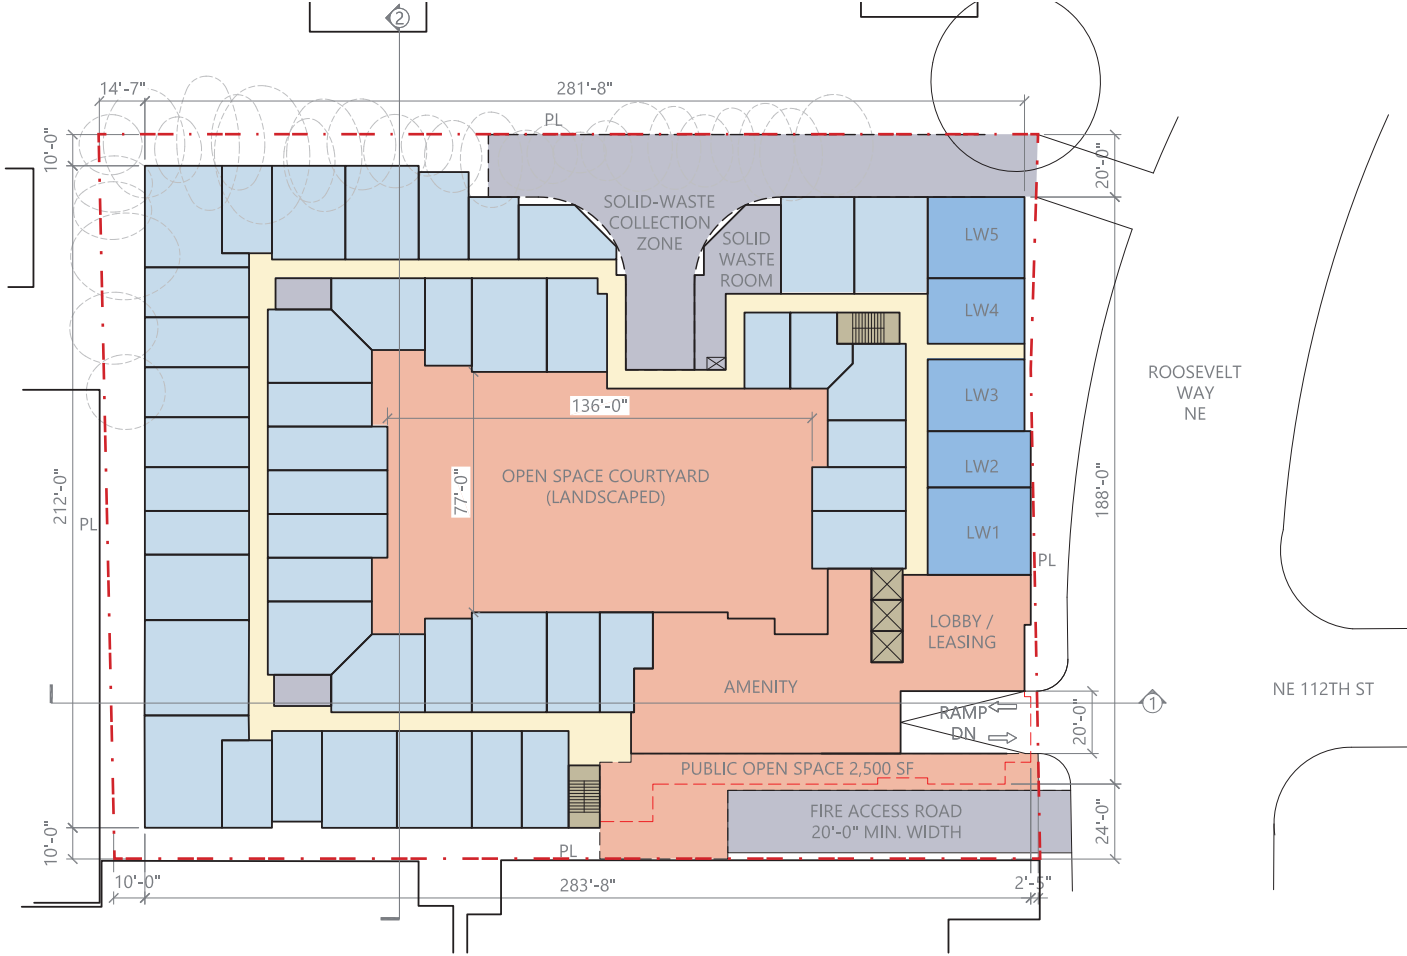 2
14'-7"
281'-8"
PL
10'-0"
20'-0"
SOLID-WASTE
COLLECTION
ZONE
SOLID
WASTE
ROOM
LW5
LW4
LW3
LW2
LW1
ROOSEVELT
WAY
NE
136'-0"
77'-0"
OPEN SPACE COURTYARD
(LANDSCAPED)
212'-0"
PL
188'-0"
PL
LOBBY /
LEASING
AMENITY
NE 112TH ST
1
RAMP
DN
20'-0"
PUBLIC OPEN SPACE 2,500 SF
FIRE ACCESS ROAD
20'-0" MIN. WIDTH
24'-0"
10'-0"
PL
10'-0"
283'-8"
2'-5"